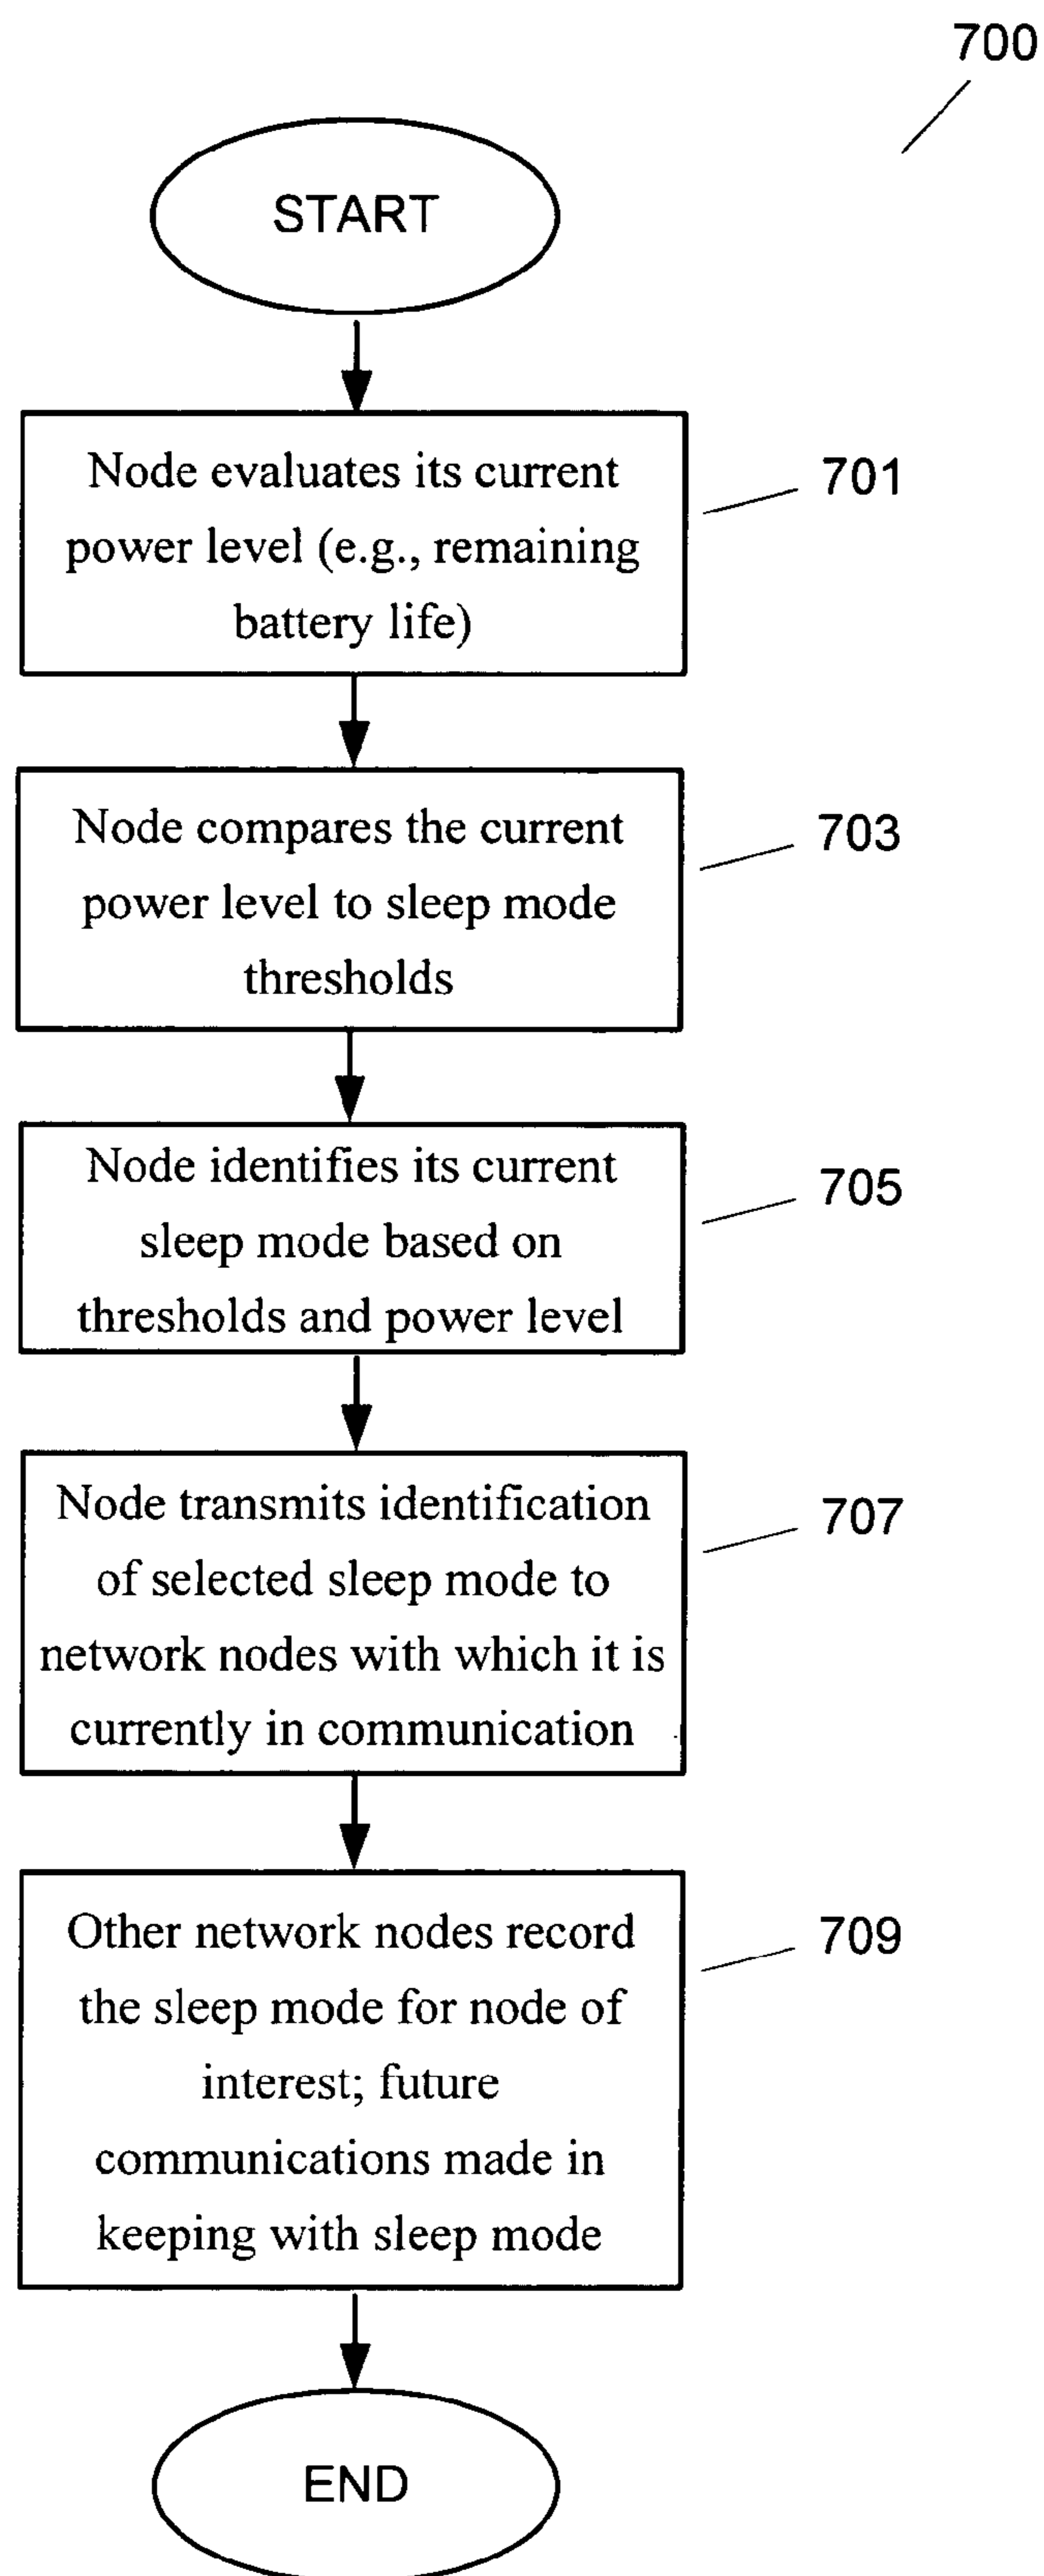 700
START
Node evaluates its current
power level (e.g., remaining
battery life)
701
Node compares the current
power level to sleep mode
thresholds
703
Node identifies its current
sleep mode based on
thresholds and power level
705
Node transmits identification
of selected sleep mode to
network nodes with which it is
currently in communication
707
Other network nodes record
the sleep mode for node of
interest; future
communications made in
keeping with sleep mode
709
END